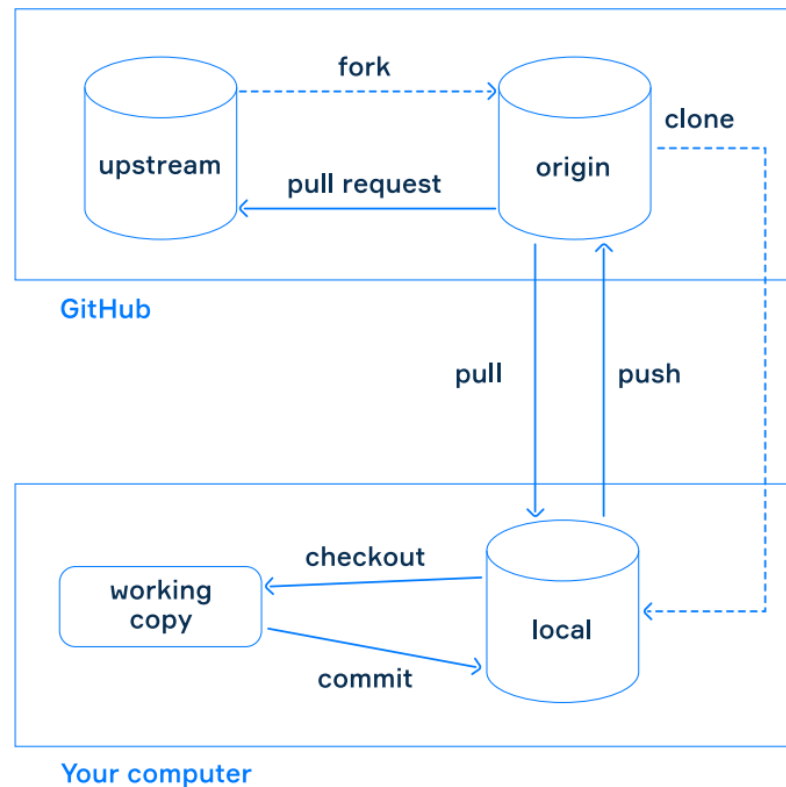 fork
clone
upstream
origin
pull request
GitHub
pull
push
checkout
working
copy
local
commit
Your computer